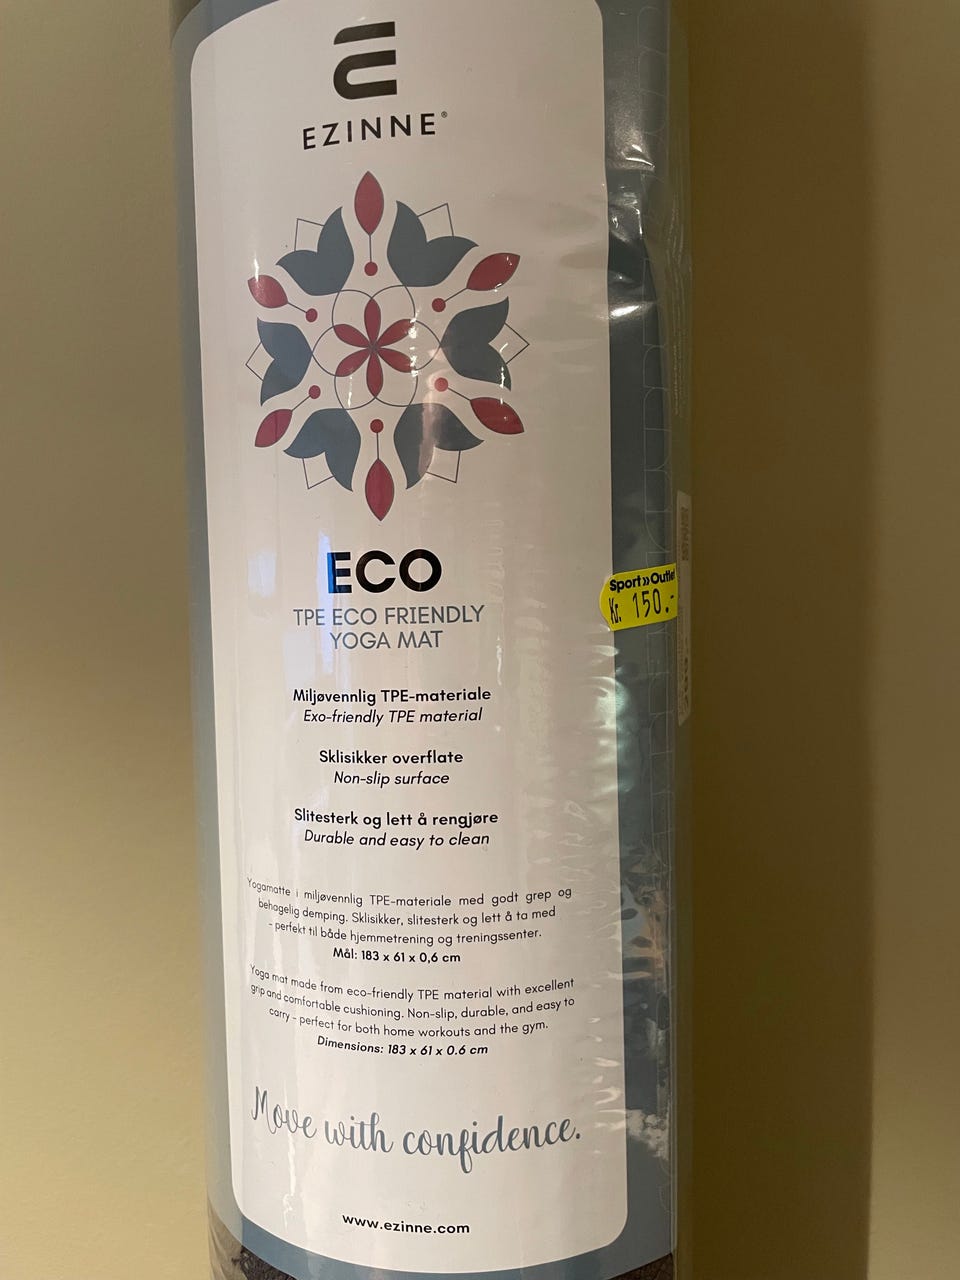 EZINNE®
ECO
TPE ECO FRIENDLY
YOGA MAT
Sport»Outlet
Kr. 150.-
Miljøvennlig TPE-materiale
Exo-friendly TPE material
Sklisikker overflate
Non-slip surface
Slitesterk og lett å rengjøre
Durable and easy to clean
Yogamatte i miljøvennlig TPE-materiale med godt grep og
behagelig demping. Sklisikker, slitesterk og lett å ta med
- perfekt til både hjemmetrening og treningssenter.
Mål: 183 x 61 x 0,6 cm
Yoga mat made from eco-friendly TPE material with excellent
grip and comfortable cushioning. Non-slip, durable, and easy to
carry - perfect for both home workouts and the gym.
Dimensions: 183 x 61 x 0.6 cm
Move with confidence.
www.ezinne.com